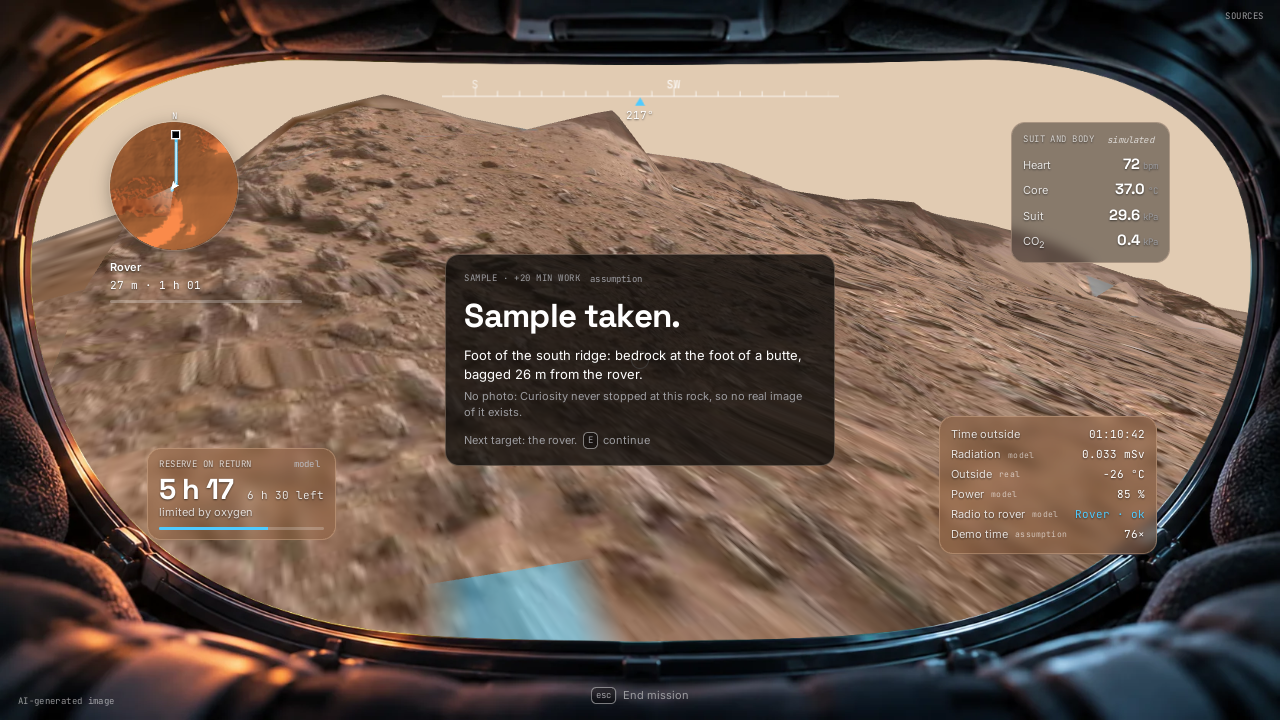 SOURCES
S SW
217°
N
Rover
27 m · 1 h 01
SUIT AND BODY simulated
Heart 72 bpm
Core 37.0 °C
Suit 29.6 kPa
CO2 0.4 kPa
SAMPLE · +20 MIN WORK assumption
Sample taken.
Foot of the south ridge: bedrock at the foot of a butte,
bagged 26 m from the rover.
No photo: Curiosity never stopped at this rock, so no real image
of it exists.
Next target: the rover. E continue
RESERVE ON RETURN model
5 h 17 6 h 30 left
limited by oxygen
Time outside 01:10:42
Radiation model 0.033 mSv
Outside real -26 °C
Power model 85 %
Radio to rover model Rover · ok
Demo time assumption 76×
esc End mission
AI-generated image